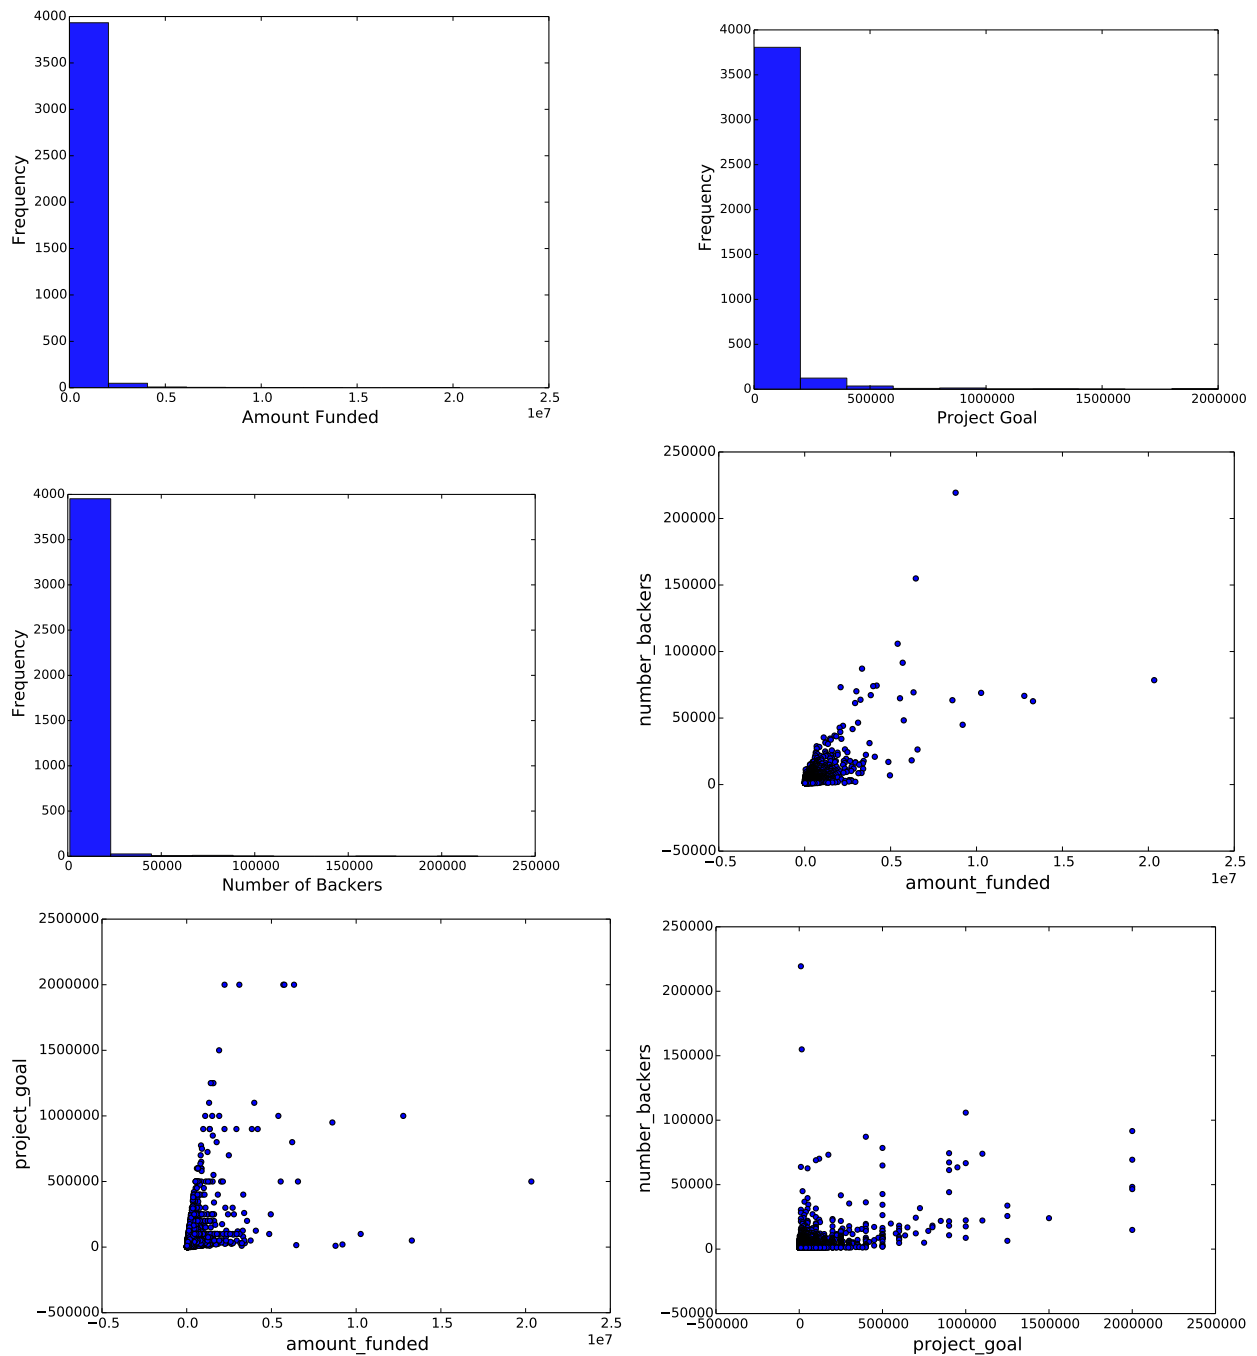 4000
3500
3000
2500
2000
1500
1000
500
0
Frequency
0.0 0.5 1.0 1.5 2.0 2.5
1e7
Amount Funded
4000
3500
3000
2500
2000
1500
1000
500
0
Frequency
0 500000 1000000 1500000 2000000
Project Goal
4000
3500
3000
2500
2000
1500
1000
500
0
Frequency
0 50000 100000 150000 200000 250000
Number of Backers
250000
200000
150000
100000
50000
0
−50000
number_backers
−0.5 0.0 0.5 1.0 1.5 2.0 2.5
1e7
amount_funded
2500000
2000000
1500000
1000000
500000
0
−500000
project_goal
−0.5 0.0 0.5 1.0 1.5 2.0 2.5
1e7
amount_funded
250000
200000
150000
100000
50000
0
−50000
number_backers
−500000 0 500000 1000000 1500000 2000000 2500000
project_goal